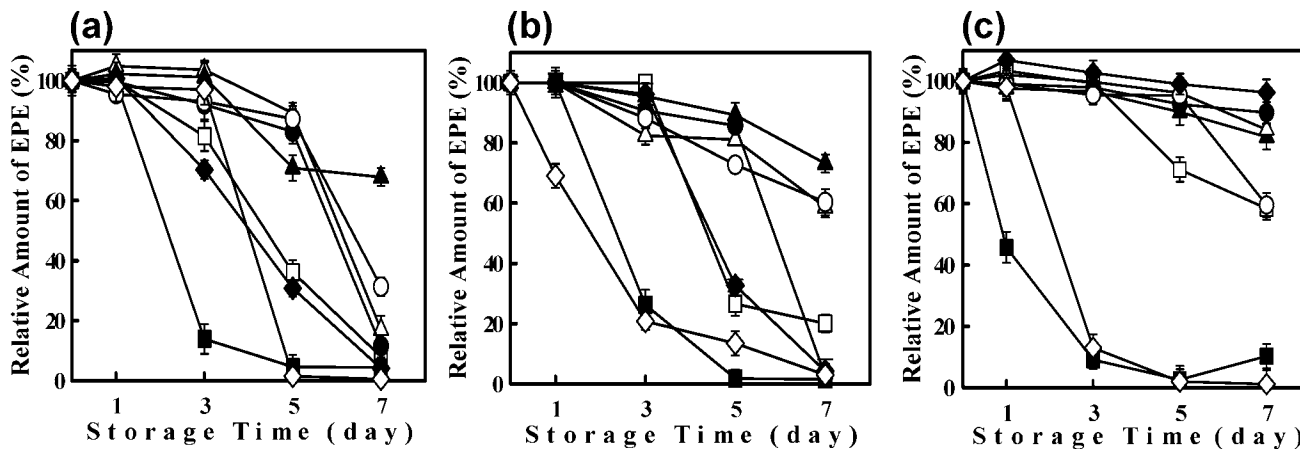 (a)
Relative Amount of EPE (%)
100
80
60
40
20
0
1 3 5 7
Storage Time (day)
(b)
Relative Amount of EPE (%)
100
80
60
40
20
0
1 3 5 7
Storage Time (day)
(c)
Relative Amount of EPE (%)
100
80
60
40
20
0
1 3 5 7
Storage Time (day)